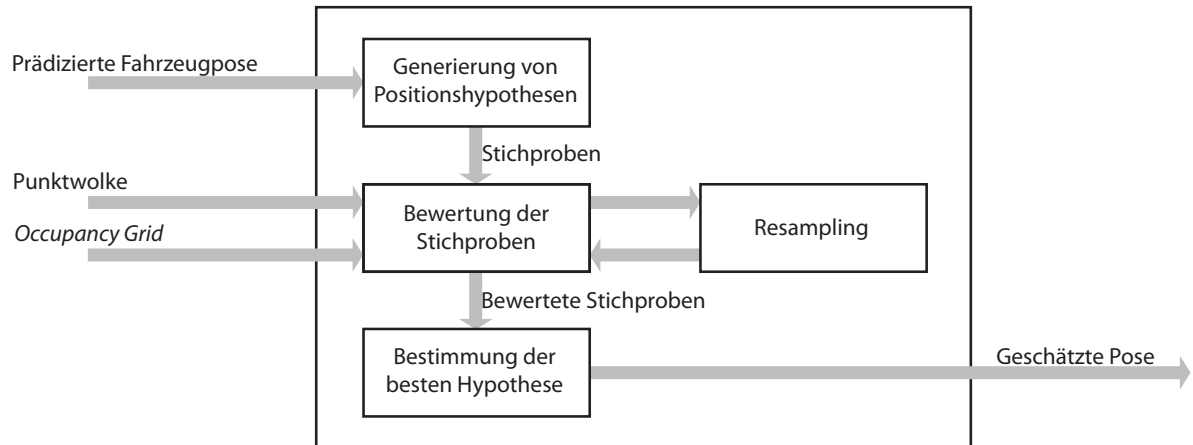 Prädizierte Fahrzeugpose
Generierung von
Positionshypothesen
Stichproben
Punktwolke
Bewertung der
Stichproben
Resampling
Occupancy Grid
Bewertete Stichproben
Bestimmung der
besten Hypothese
Geschätzte Pose